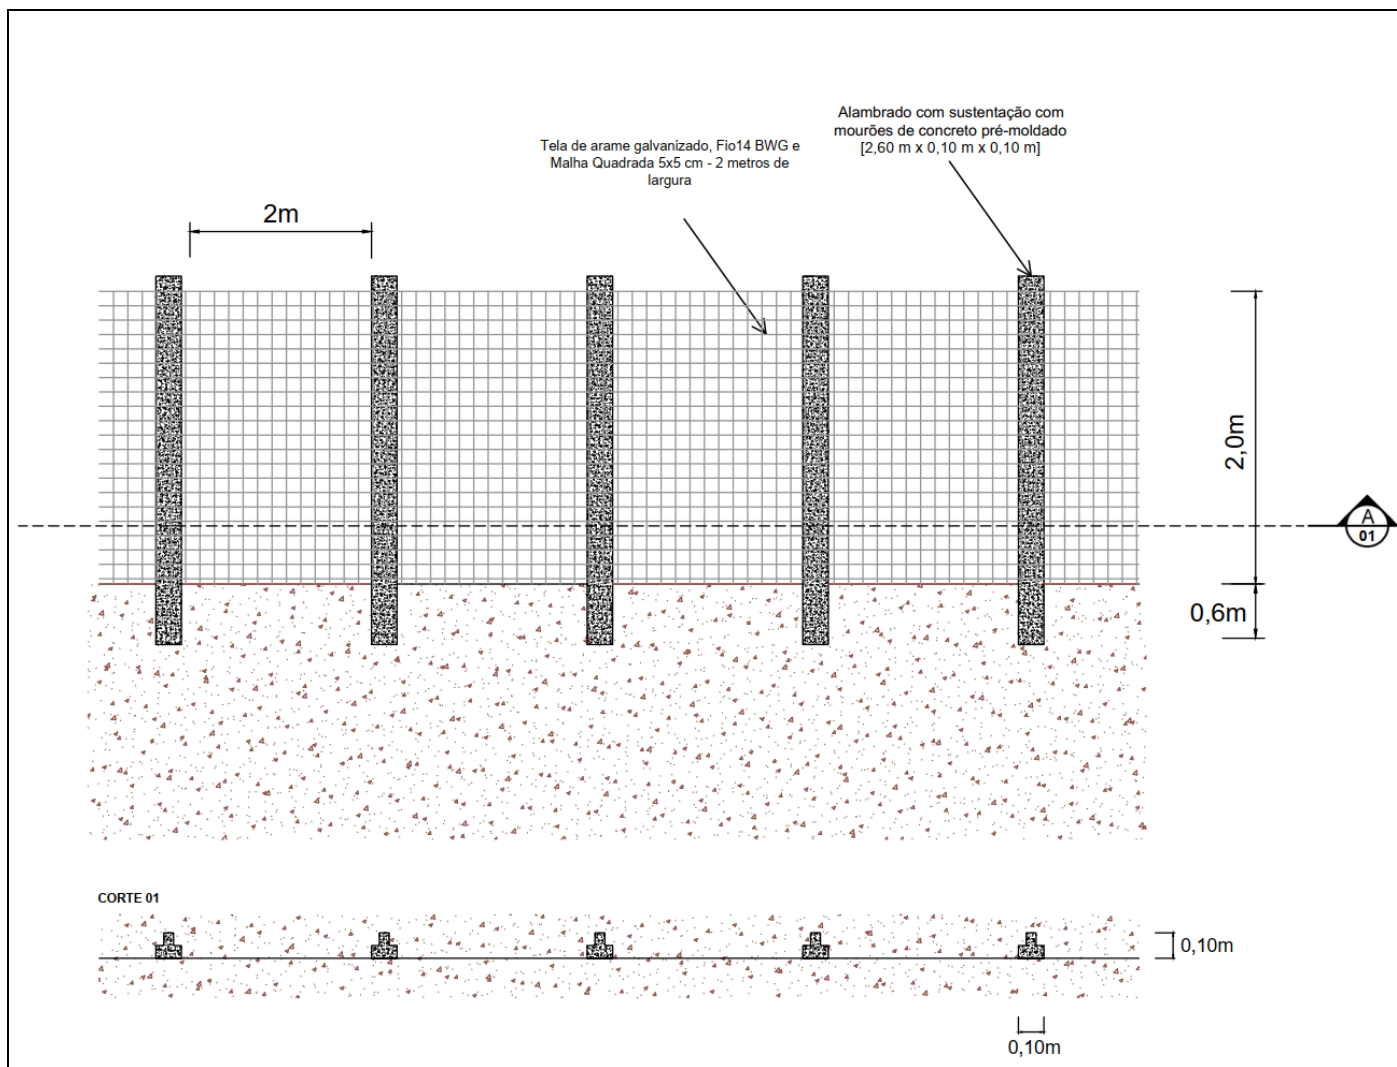 Alambrado com sustentação com
mourões de concreto pré-moldado
[2,60 m x 0,10 m x 0,10 m]
Tela de arame galvanizado, Fio14 BWG e
Malha Quadrada 5x5 cm - 2 metros de
largura
2m
2,0m
A
01
0,6m
CORTE 01
0,10m
0,10m